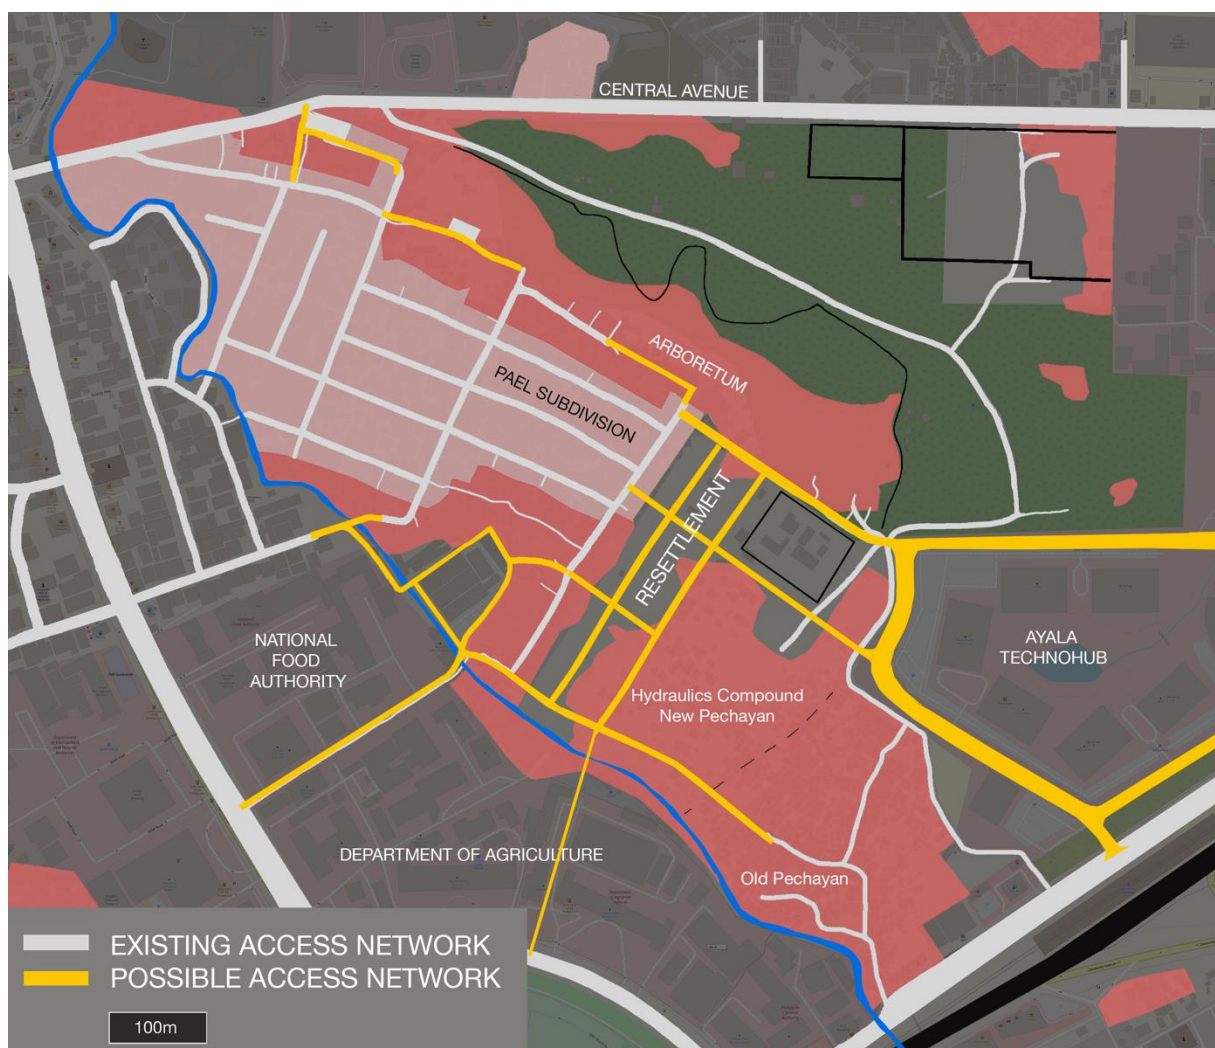 CENTRAL AVENUE
ARBORETUM
PAEL SUBDIVISION
RESETTLEMENT
NATIONAL
FOOD
AUTHORITY
AYALA
TECHNOHUB
Hydraulics Compound
New Pechayan
DEPARTMENT OF AGRICULTURE
Old Pechayan
EXISTING ACCESS NETWORK
POSSIBLE ACCESS NETWORK
100m